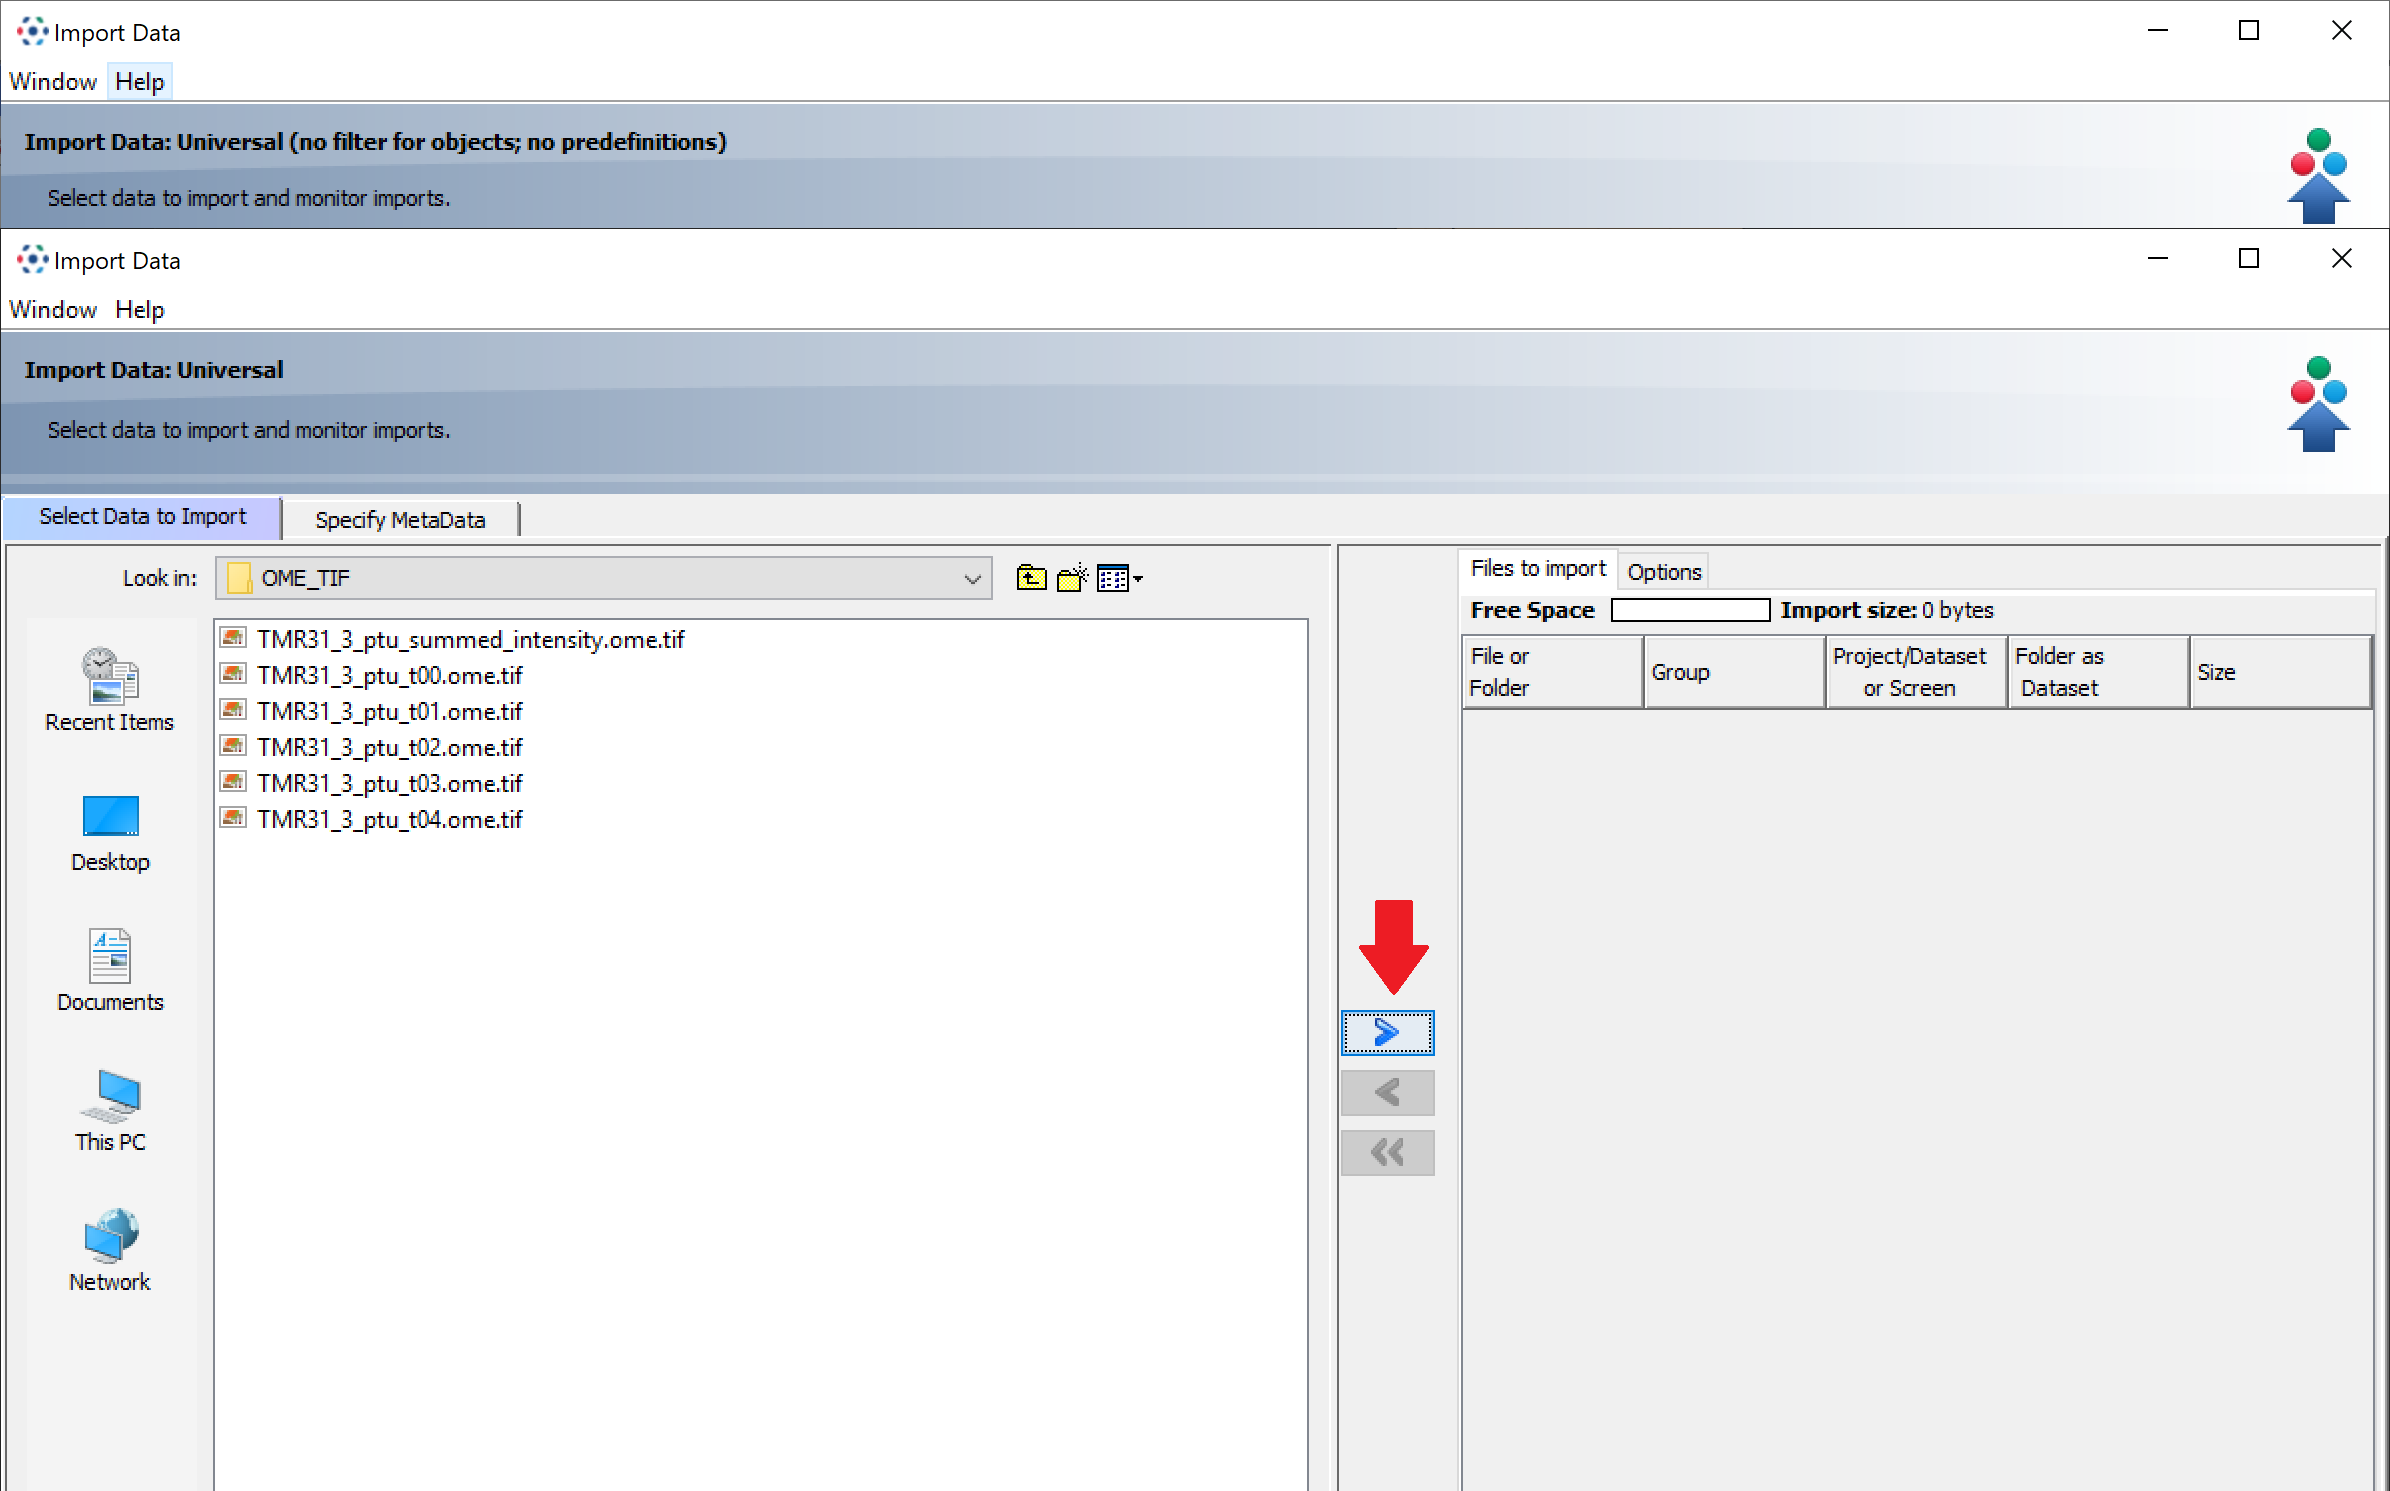 Import Data
Window Help
Import Data: Universal (no filter for objects; no predefinitions)
Select data to import and monitor imports.
Import Data
Window Help
Import Data: Universal
Select data to import and monitor imports.
Select Data to Import Specify MetaData
Look in: OME_TIF
TMR31_3_ptu_summed_intensity.ome.tif
TMR31_3_ptu_t00.ome.tif
TMR31_3_ptu_t01.ome.tif
TMR31_3_ptu_t02.ome.tif
TMR31_3_ptu_t03.ome.tif
TMR31_3_ptu_t04.ome.tif
Recent Items
Desktop
Documents
This PC
Network
Files to import Options
Free Space Import size: 0 bytes
File or Folder
Group
Project/Dataset or Screen
Folder as Dataset
Size